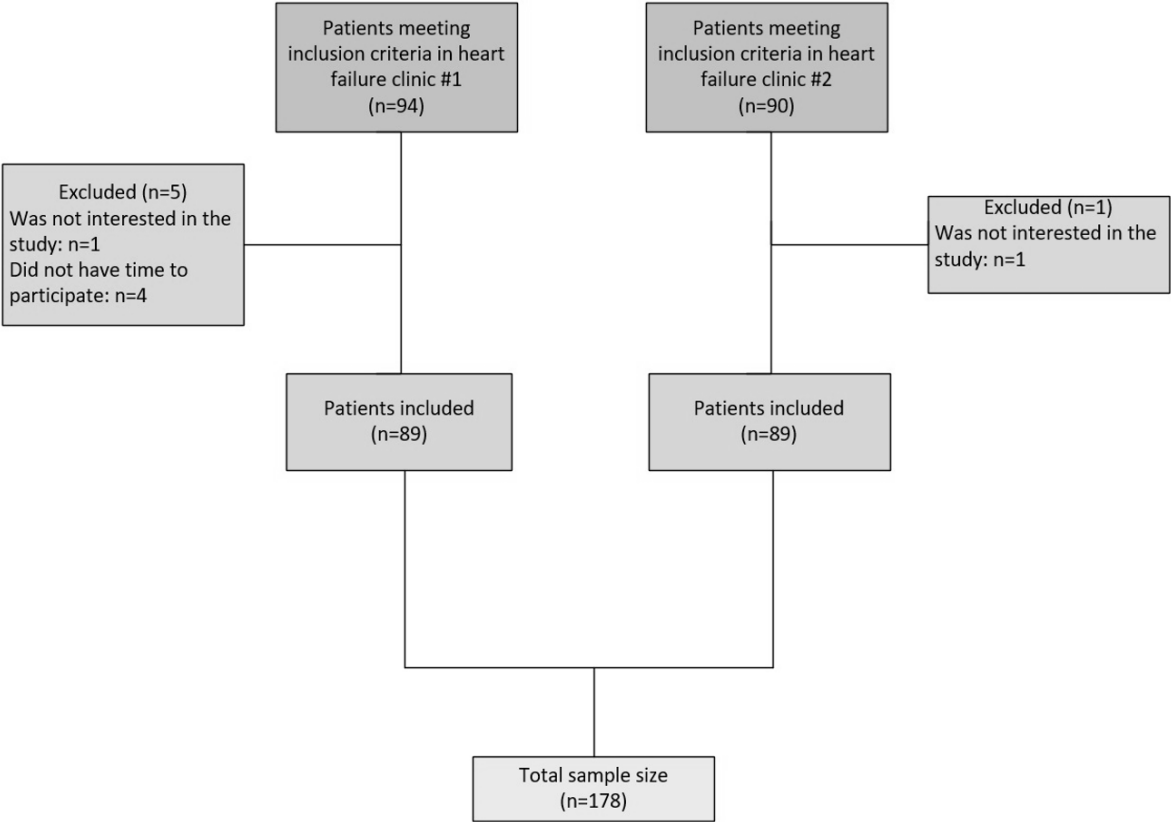 Patients meeting
inclusion criteria in heart
failure clinic #1
(n=94)
Patients meeting
inclusion criteria in heart
failure clinic #2
(n=90)
Excluded (n=5)
Was not interested in the
study: n=1
Did not have time to
participate: n=4
Excluded (n=1)
Was not interested in the
study: n=1
Patients included
(n=89)
Patients included
(n=89)
Total sample size
(n=178)